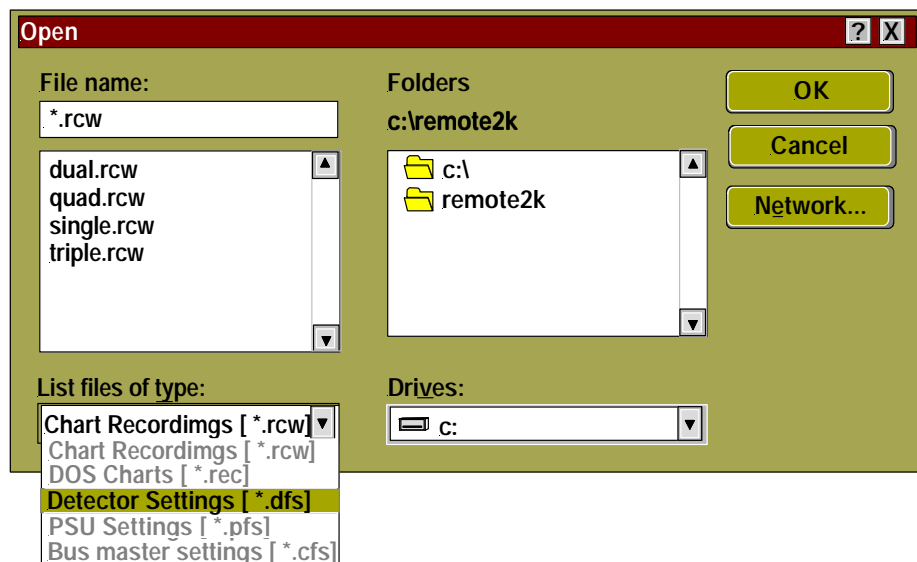 Open
? X
File name:
*.rcw
dual.rcw
quad.rcw
single.rcw
triple.rcw
Folders
c:\remote2k
c:\
remote2k
OK
Cancel
Network...
List files of type:
Chart Recordimgs [ *.rcw]
Chart Recordimgs [ *.rcw]
DOS Charts [ *.rec]
Detector Settings [ *.dfs]
PSU Settings [ *.pfs]
Bus master settings [ *.cfs]
Drives:
c: